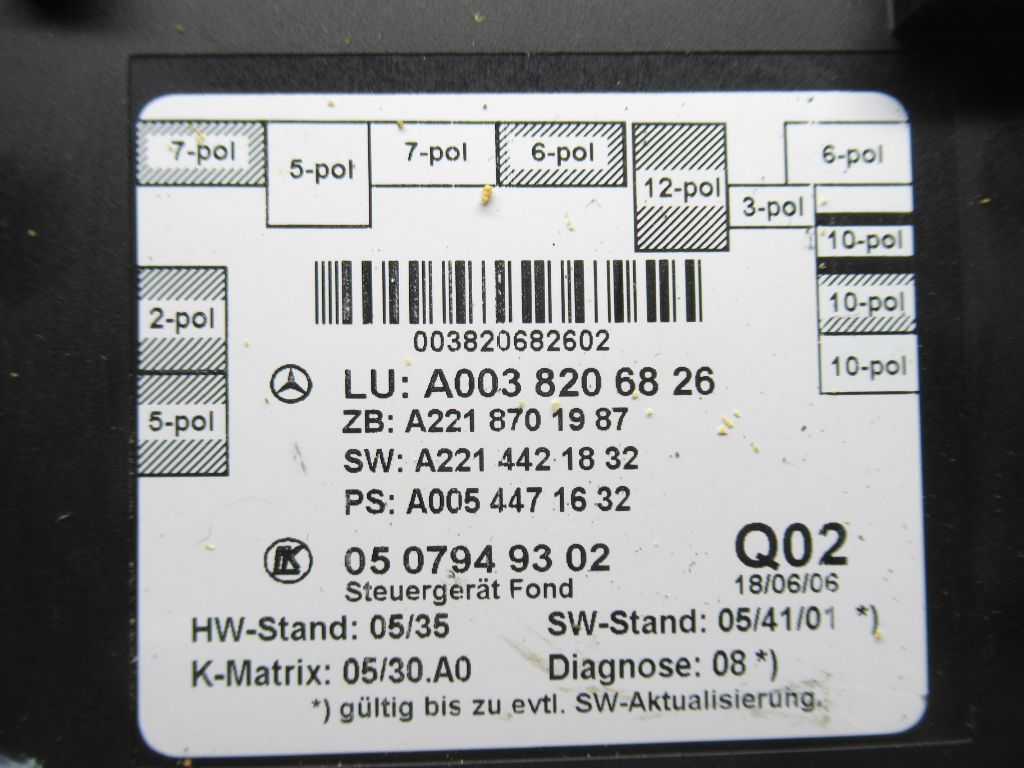 7-pol
5-pol
7-pol
6-pol
12-pol
3-pol
6-pol
10-pol
10-pol
10-pol
2-pol
5-pol
003820682602
LU: A003 820 68 26
ZB: A221 870 19 87
SW: A221 442 18 32
PS: A005 447 16 32
05 0794 93 02
Steuergerät Fond
Q02
18/06/06
HW-Stand: 05/35
SW-Stand: 05/41/01 *)
K-Matrix: 05/30.A0
Diagnose: 08 *)
*) gültig bis zu evtl. SW-Aktualisierung.